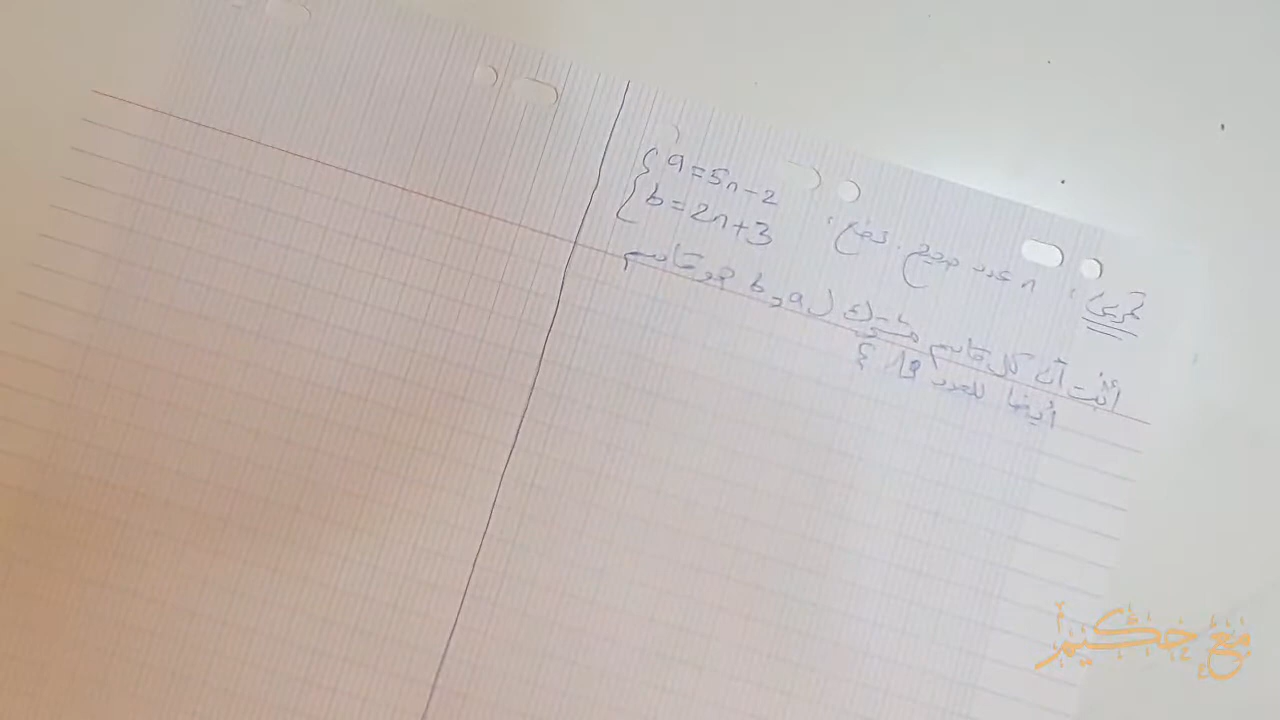 تمرين: n عدد صحيح. نضع:
{ a = 5n - 2
b = 2n + 3
أثبت أن كل قاسم مشترك لـ a و b هو قاسم
أيضا للعدد 19 ؟
مع حكيم